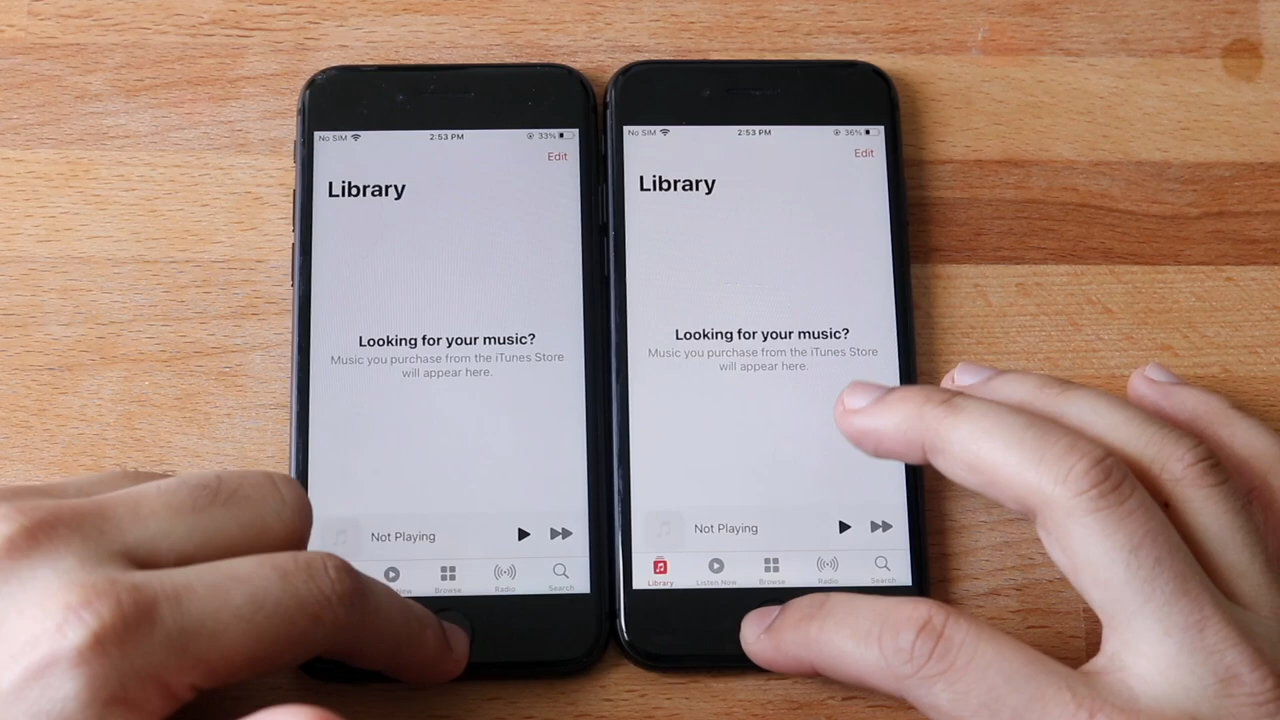 No SIM 2:53 PM 33%
Edit
Library
Looking for your music?
Music you purchase from the iTunes Store
will appear here.
Not Playing
Now Browse Radio Search
No SIM 2:53 PM 36%
Edit
Library
Looking for your music?
Music you purchase from the iTunes Store
will appear here.
Not Playing
Library Listen Now Browse Radio Search